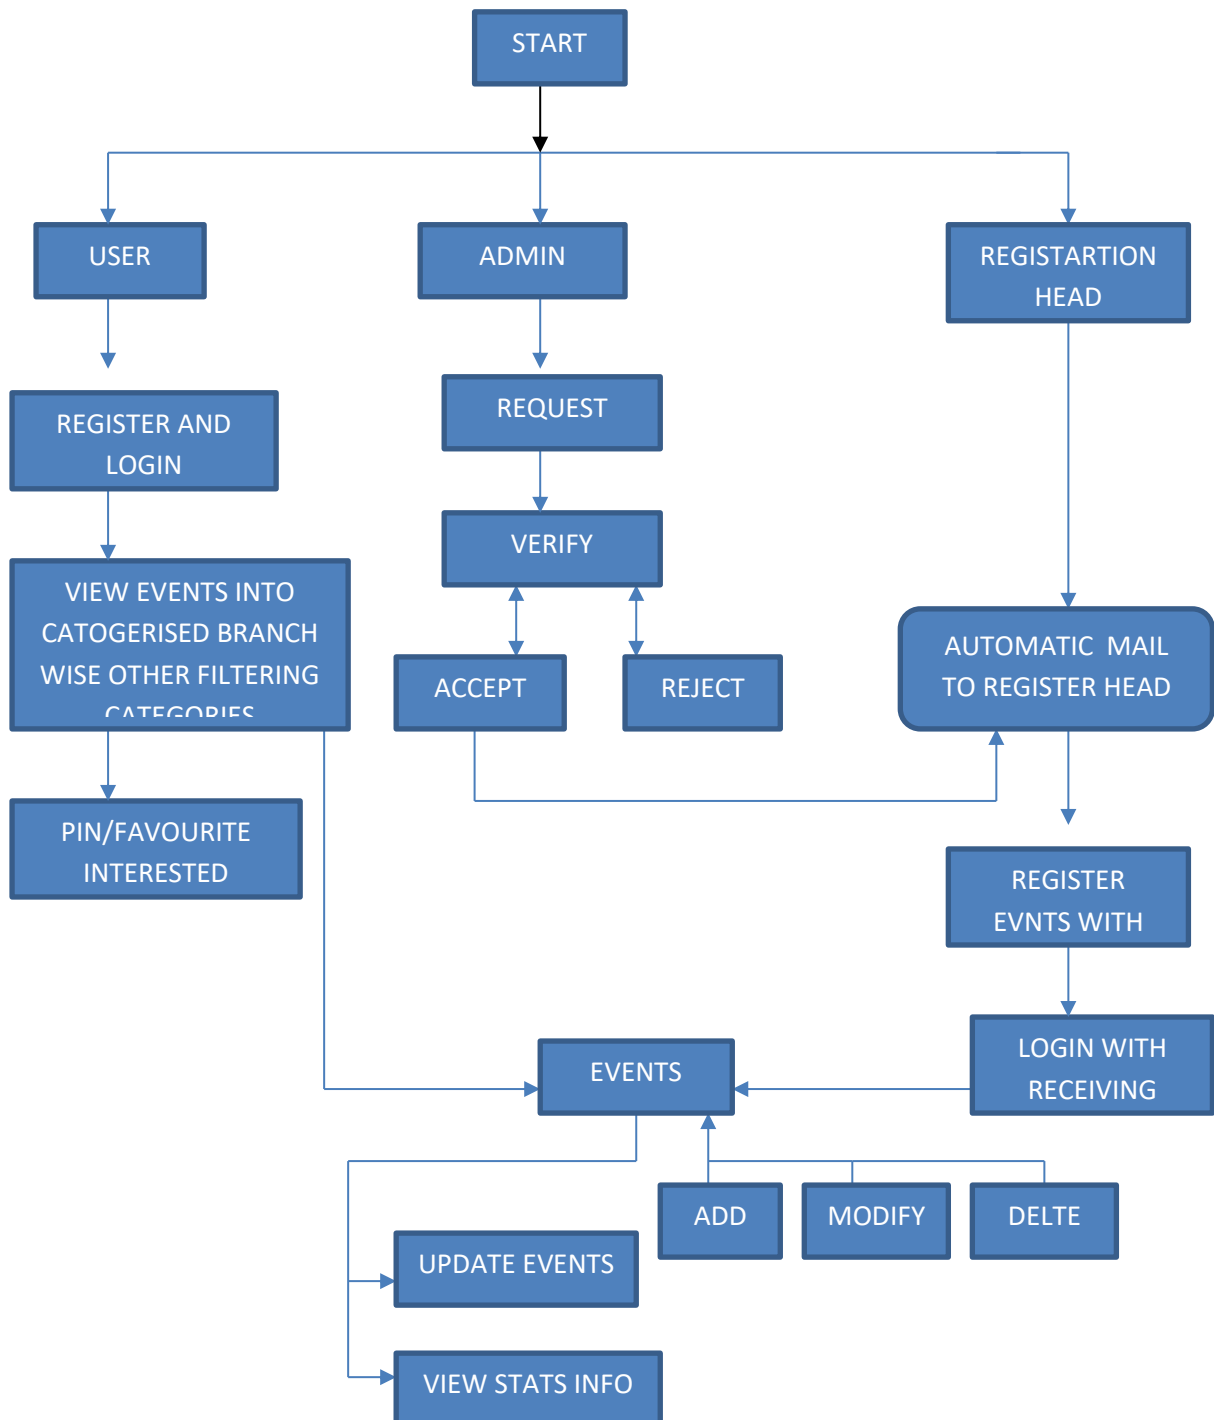 START
USER
ADMIN
REGISTARTION
HEAD
REGISTER AND
LOGIN
REQUEST
VERIFY
VIEW EVENTS INTO
CATOGERISED BRANCH
WISE OTHER FILTERING
CATEGORIES
ACCEPT
REJECT
AUTOMATIC MAIL
TO REGISTER HEAD
PIN/FAVOURITE
INTERESTED
REGISTER
EVNTS WITH
LOGIN WITH
RECEIVING
EVENTS
ADD
MODIFY
DELTE
UPDATE EVENTS
VIEW STATS INFO